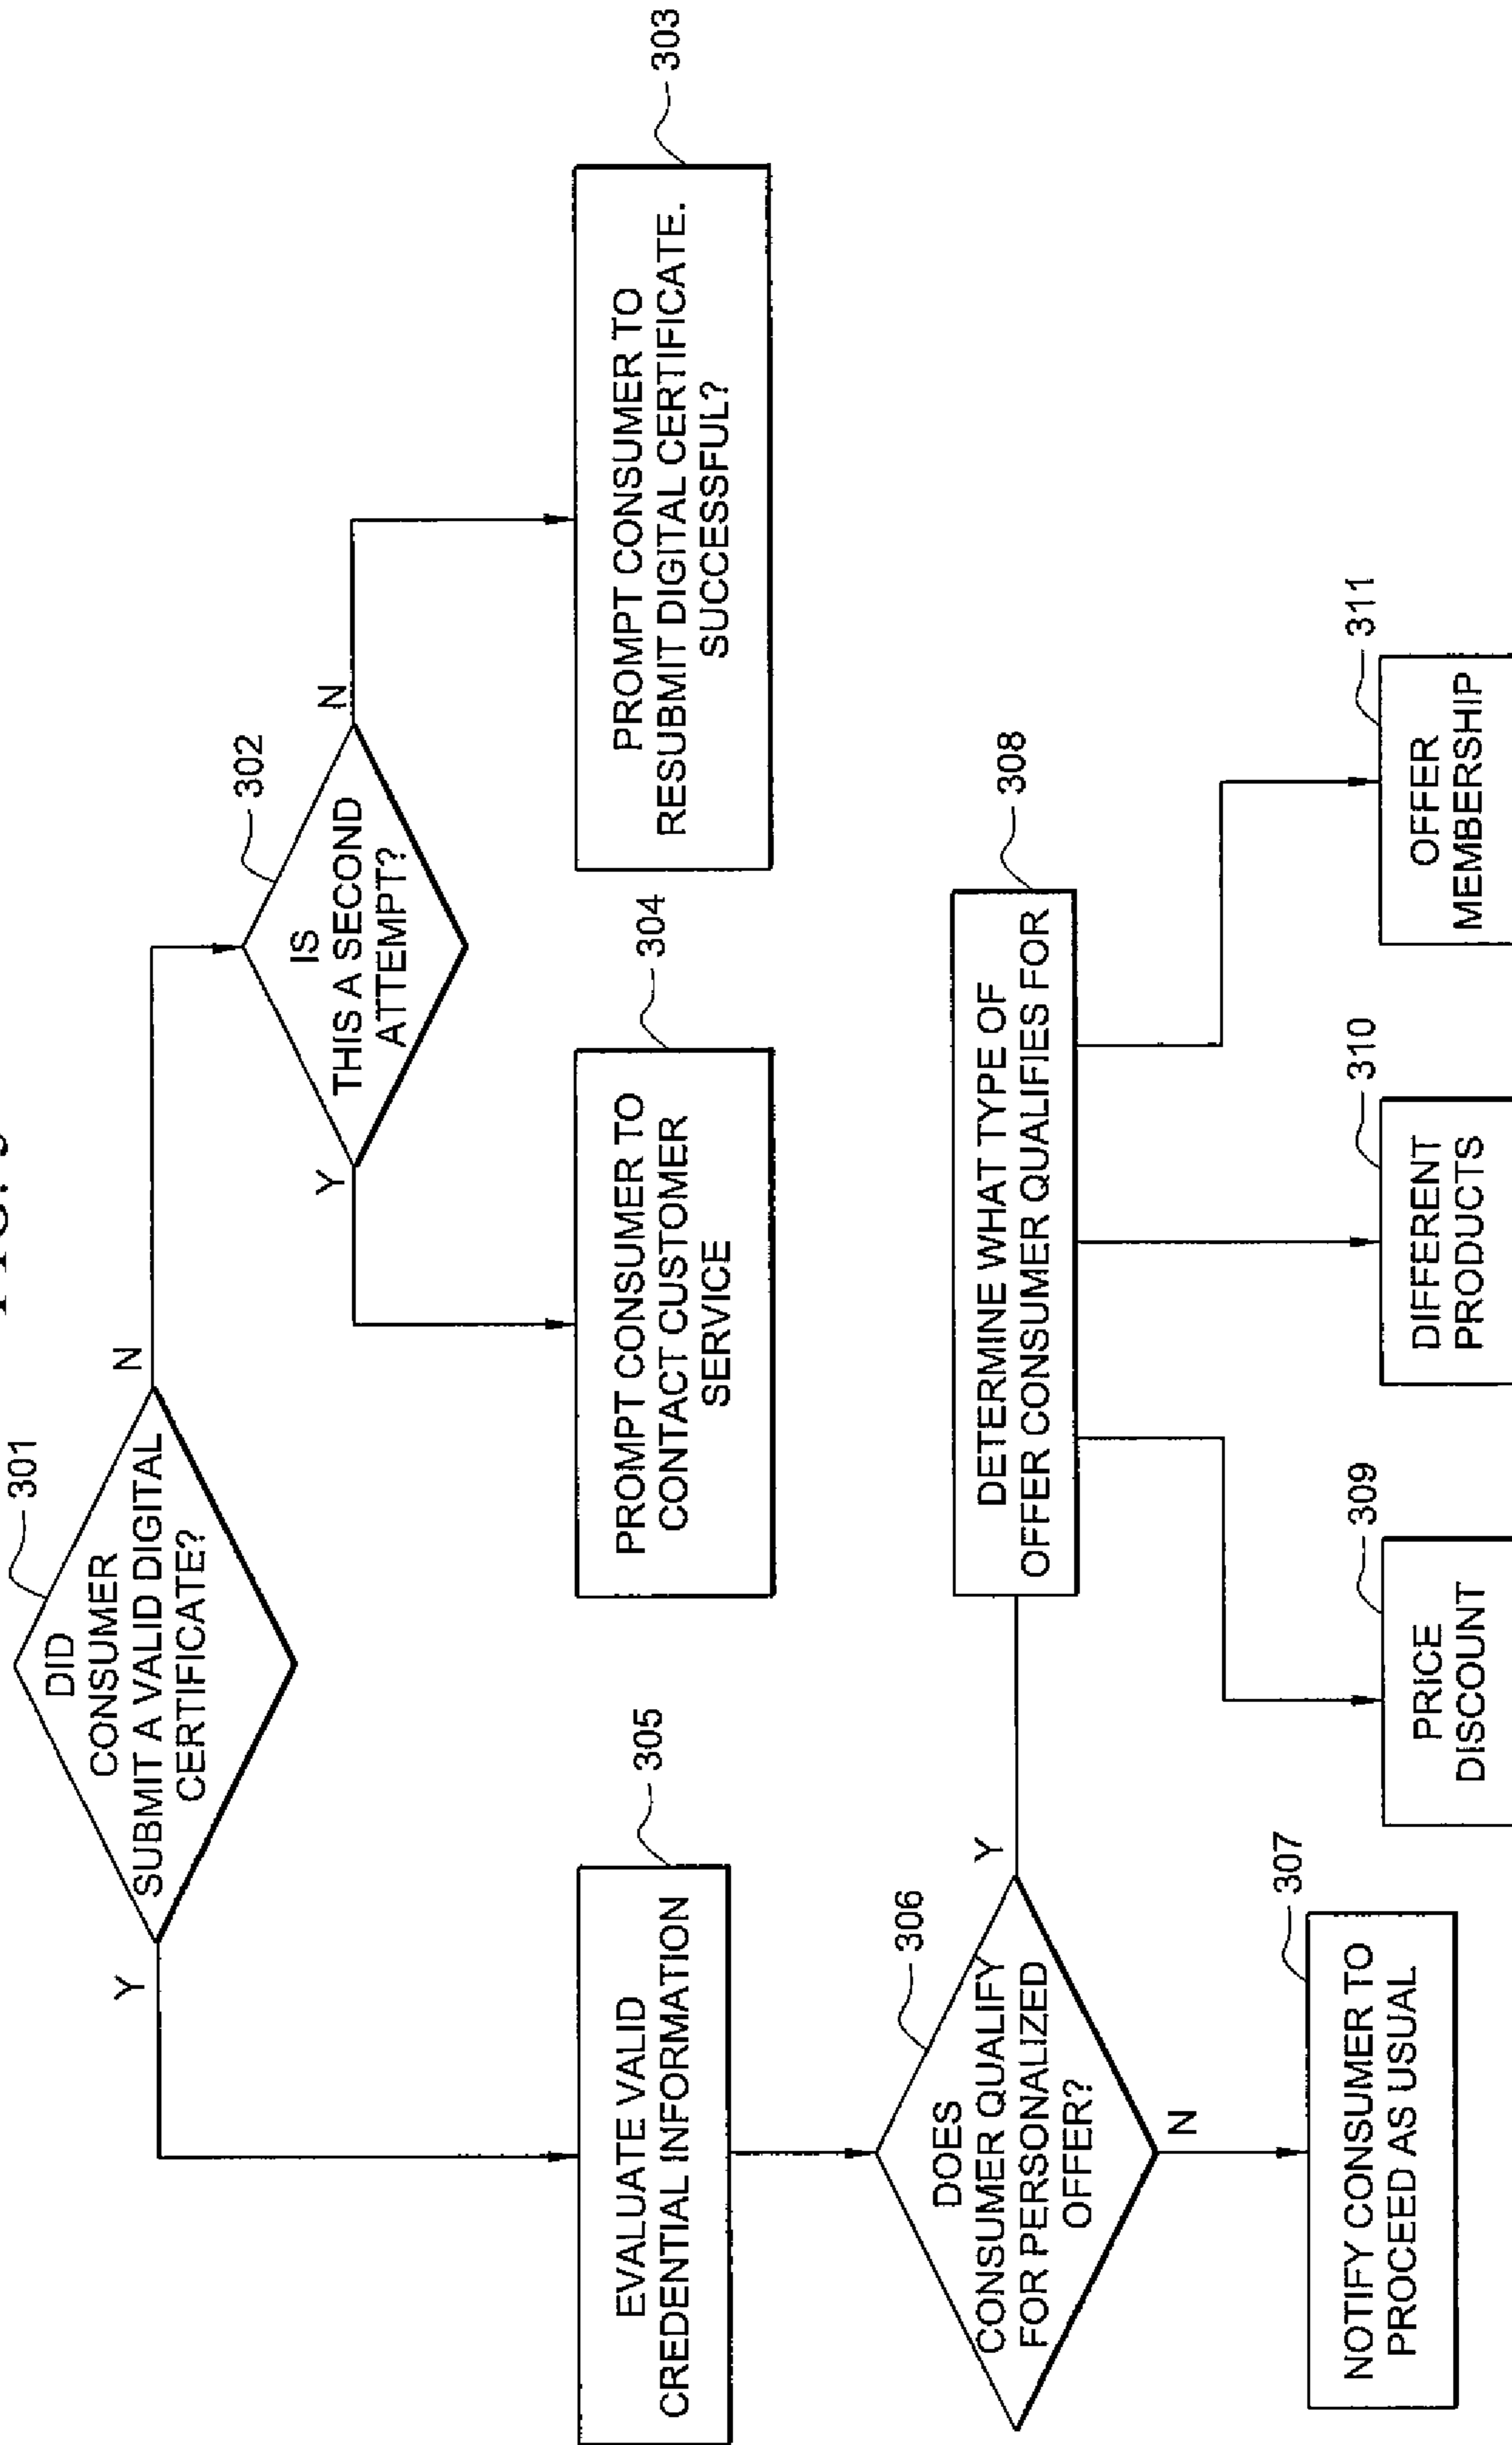 301
DID
CONSUMER
SUBMIT A VALID DIGITAL
CERTIFICATE?
Y
N
302
IS
THIS A SECOND
ATTEMPT?
Y
N
303
PROMPT CONSUMER TO
RESUBMIT DIGITAL CERTIFICATE.
SUCCESSFUL?
304
PROMPT CONSUMER TO
CONTACT CUSTOMER
SERVICE
305
EVALUATE VALID
CREDENTIAL INFORMATION
306
DOES
CONSUMER QUALIFY
FOR PERSONALIZED
OFFER?
Y
N
307
NOTIFY CONSUMER TO
PROCEED AS USUAL
308
DETERMINE WHAT TYPE OF
OFFER CONSUMER QUALIFIES FOR
309
PRICE
DISCOUNT
310
DIFFERENT
PRODUCTS
311
OFFER
MEMBERSHIP